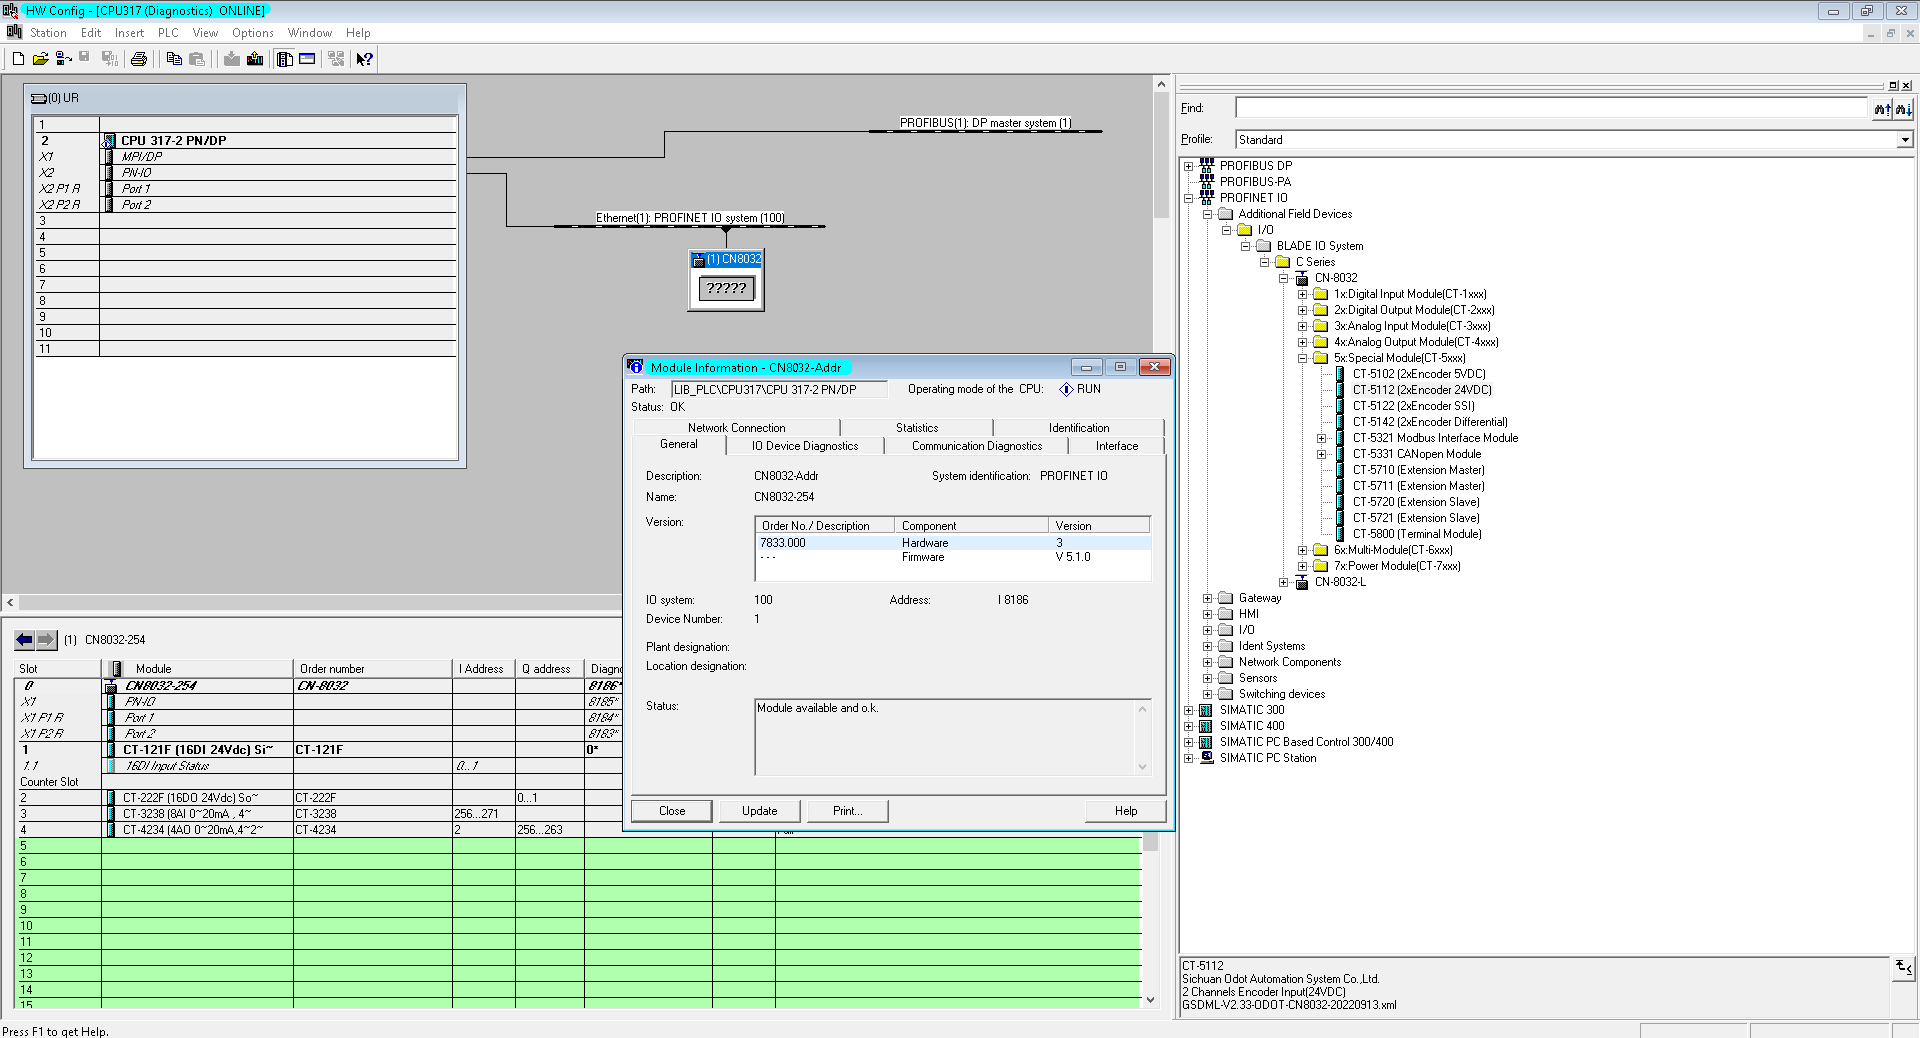 HW Config - [CPU317 (Diagnostics)  ONLINE]
Station Edit Insert PLC View Options Window Help
(0) UR
1
2 CPU 317-2 PN/DP
X1 MPI/DP
X2 PN-IO
X2 P1 R Port 1
X2 P2 R Port 2
3
4
5
6
7
8
9
10
11
PROFIBUS(1): DP master system (1)
Ethernet(1): PROFINET IO system (100)
(1) CN8032
?????
Find:
Profile: Standard
PROFIBUS DP
PROFIBUS-PA
PROFINET IO
Additional Field Devices
I/O
BLADE IO System
C Series
CN-8032
1x:Digital Input Module(CT-1xxx)
2x:Digital Output Module(CT-2xxx)
3x:Analog Input Module(CT-3xxx)
4x:Analog Output Module(CT-4xxx)
5x:Special Module(CT-5xxx)
CT-5102 (2xEncoder 5VDC)
CT-5112 (2xEncoder 24VDC)
CT-5122 (2xEncoder SSI)
CT-5142 (2xEncoder Differential)
CT-5321 Modbus Interface Module
CT-5331 CANopen Module
CT-5710 (Extension Master)
CT-5711 (Extension Master)
CT-5720 (Extension Slave)
CT-5721 (Extension Slave)
CT-5800 (Terminal Module)
6x:Multi-Module(CT-6xxx)
7x:Power Module(CT-7xxx)
CN-8032-L
Gateway
HMI
I/O
Ident Systems
Network Components
Sensors
Switching devices
SIMATIC 300
SIMATIC 400
SIMATIC PC Based Control 300/400
SIMATIC PC Station
CT-5112
Sichuan Odot Automation System Co.,Ltd.
2 Channels Encoder Input(24VDC)
GSDML-V2.33-ODOT-CN8032-20220913.xml
Module Information - CN8032-Addr
Path: LIB_PLC\CPU317\CPU 317-2 PN/DP Operating mode of the CPU: RUN
Status: OK
Network Connection Statistics Identification
General IO Device Diagnostics Communication Diagnostics Interface
Description: CN8032-Addr System identification: PROFINET IO
Name: CN8032-254
Version:
Order No./ Description Component Version
7833.000 Hardware 3
- - - Firmware V 5.1.0
IO system: 100 Address: I 8186
Device Number: 1
Plant designation:
Location designation:
Status: Module available and o.k.
Close Update Print... Help
(1) CN8032-254
Slot Module Order number I Address Q address
0 CN8032-254 CN-8032 8186*
X1 PN-IO 8185*
X1 P1 R Port 1 8184*
X1 P2 R Port 2 8183*
1 CT-121F (16DI 24Vdc) Si~ CT-121F 0*
1.1 16DI Input Status 0...1
Counter Slot
2 CT-222F (16DO 24Vdc) So~ CT-222F 0...1
3 CT-3238 (8AI 0~20mA , 4~ CT-3238 256...271
4 CT-4234 (4AO 0~20mA,4~2~ CT-4234 2 256...263
5
6
7
8
9
10
11
12
13
14
15
Press F1 to get Help.